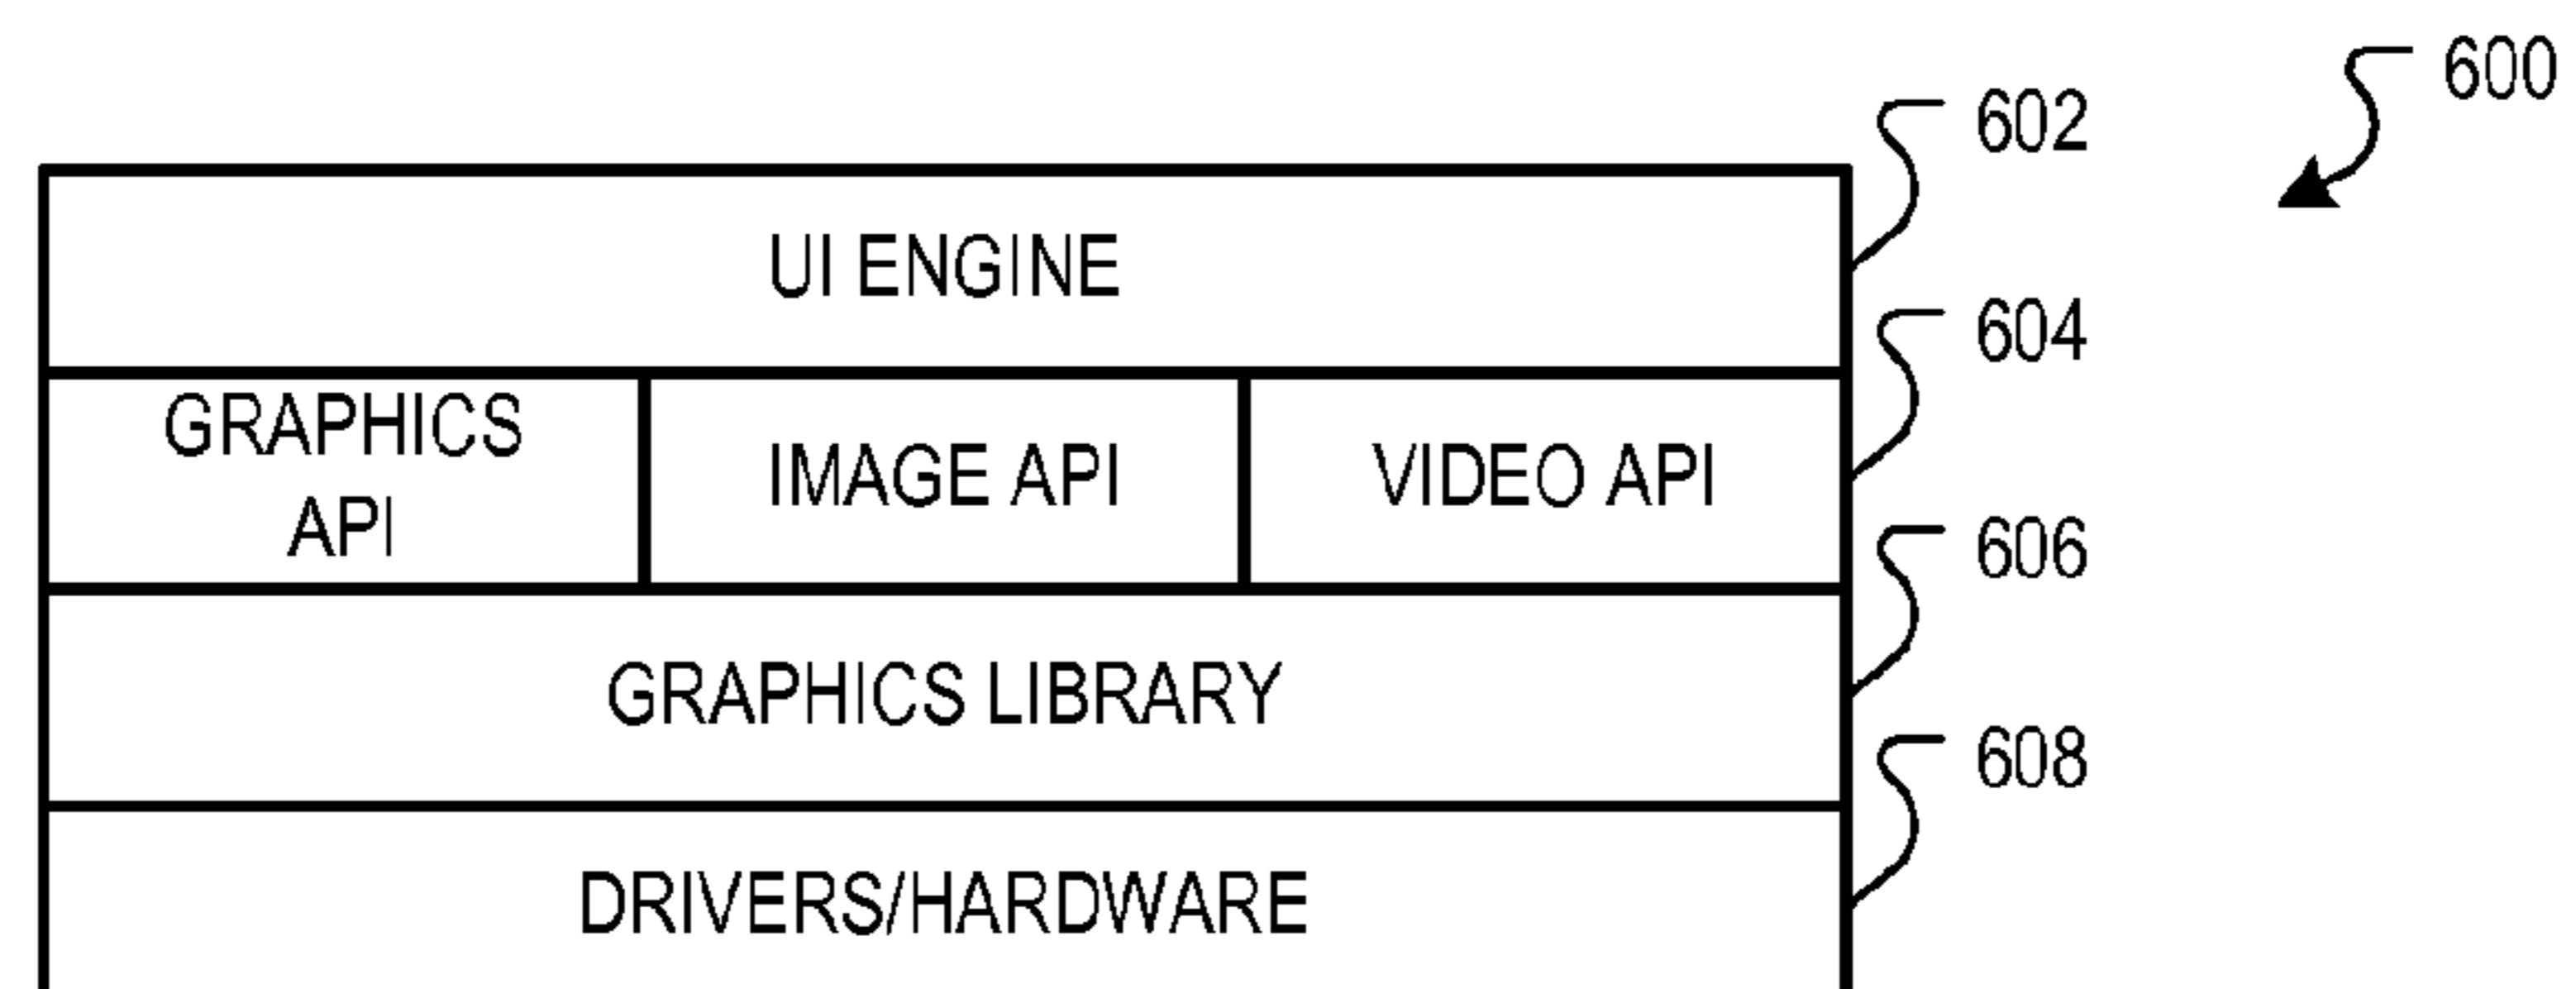 600
602
UI ENGINE
604
GRAPHICS
API
IMAGE API
VIDEO API
606
GRAPHICS LIBRARY
608
DRIVERS/HARDWARE